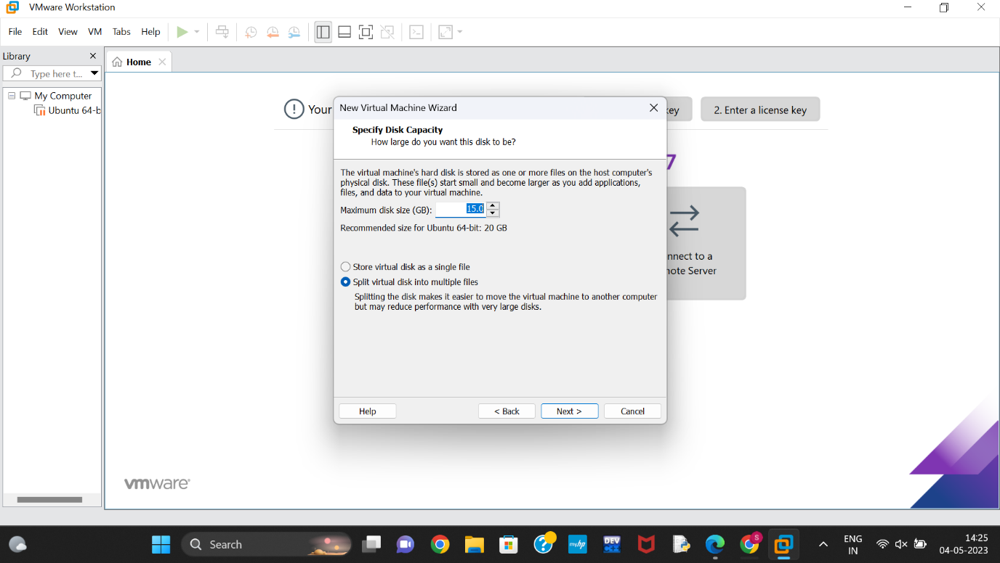 VMware Workstation
File Edit View VM Tabs Help
Library
Type here t...
Home
My Computer
Ubuntu 64-b
Your
key
2. Enter a license key
7
nnect to a
note Server
New Virtual Machine Wizard
Specify Disk Capacity
How large do you want this disk to be?
The virtual machine's hard disk is stored as one or more files on the host computer's
physical disk. These file(s) start small and become larger as you add applications,
files, and data to your virtual machine.
Maximum disk size (GB): 15.0
Recommended size for Ubuntu 64-bit: 20 GB
Store virtual disk as a single file
Split virtual disk into multiple files
Splitting the disk makes it easier to move the virtual machine to another computer
but may reduce performance with very large disks.
Help < Back Next > Cancel
vmware®
Search
myhp
DEV
C++
S
ENG
IN
14:25
04-05-2023